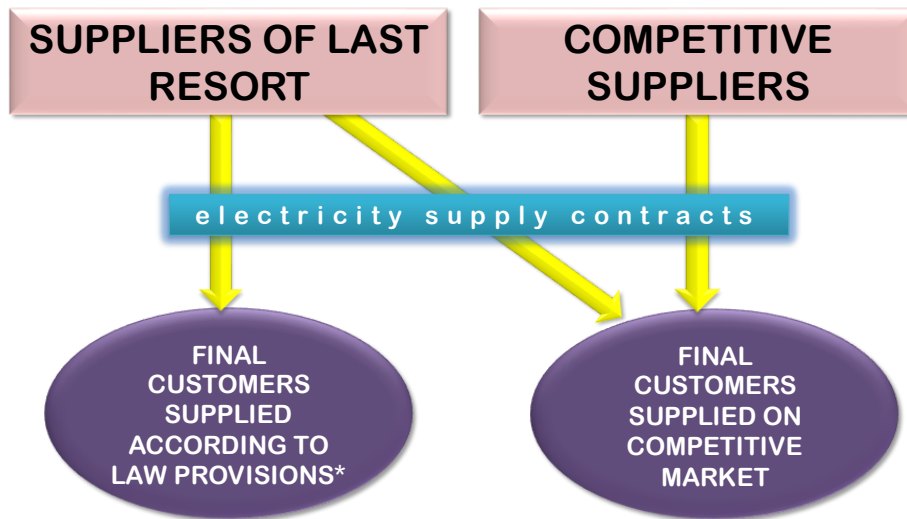 SUPPLIERS OF LAST
RESORT
COMPETITIVE
SUPPLIERS
electricity supply contracts
FINAL
CUSTOMERS
SUPPLIED
ACCORDING TO
LAW PROVISIONS*
FINAL
CUSTOMERS
SUPPLIED ON
COMPETITIVE
MARKET